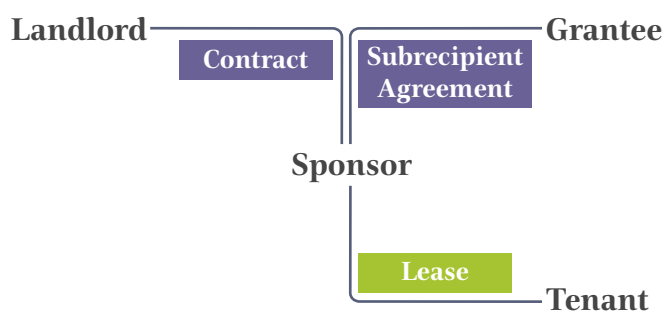 Landlord
Grantee
Contract
Subrecipient
Agreement
Sponsor
Lease
Tenant